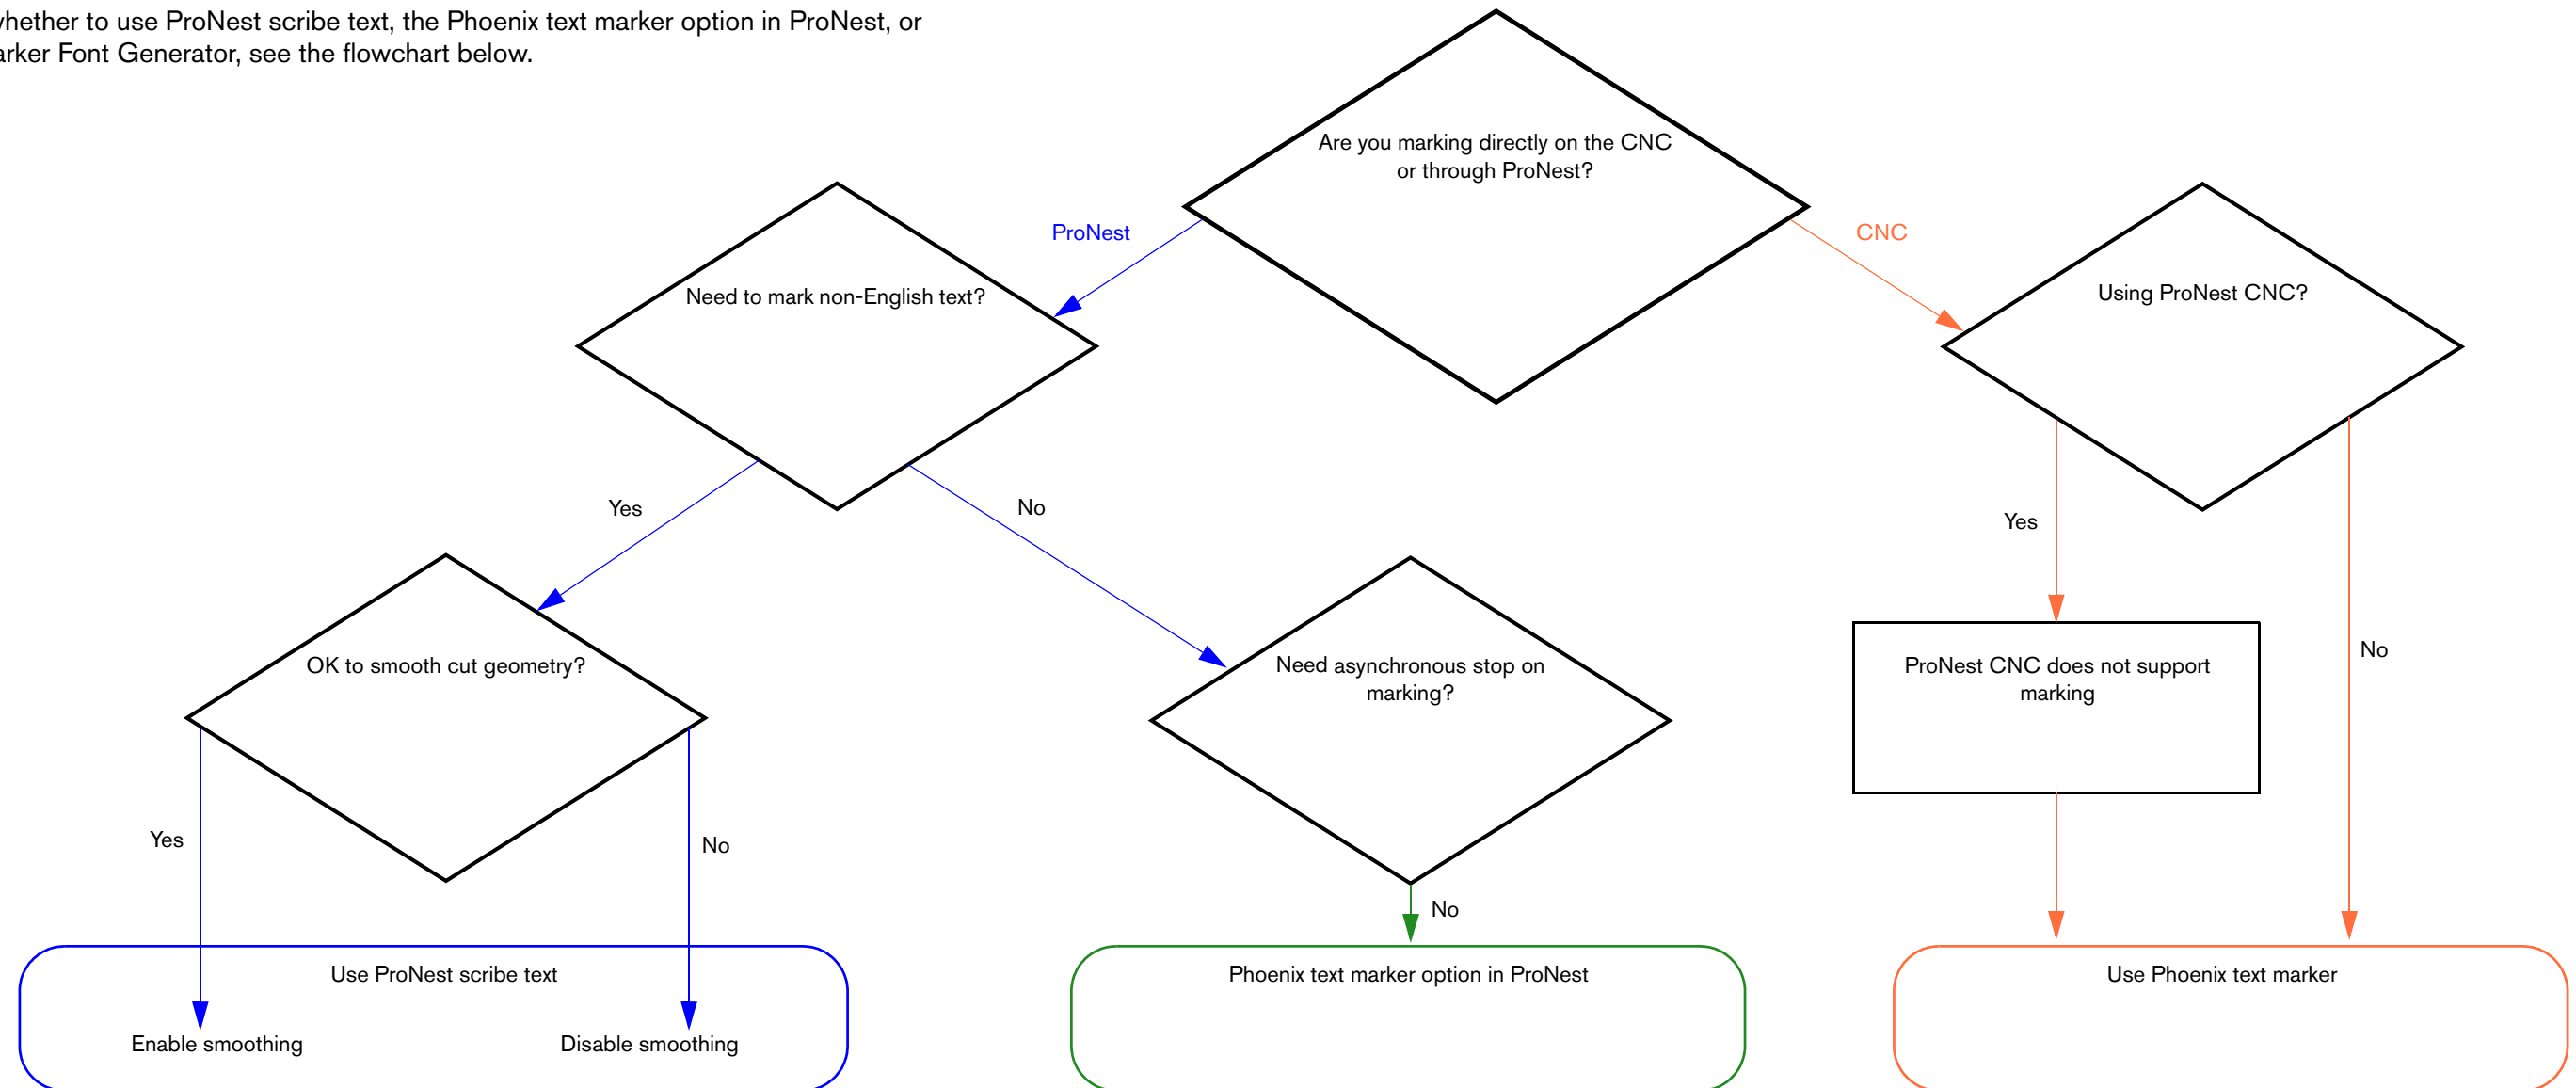 whether to use ProNest scribe text, the Phoenix text marker option in ProNest, or
Font Generator, see the flowchart below.
Are you marking directly on the CNC
or through ProNest?
ProNest
CNC
Need to mark non-English text?
Using ProNest CNC?
Yes
No
Yes
No
OK to smooth cut geometry?
Need asynchronous stop on
marking?
ProNest CNC does not support
marking
Yes
No
No
Use ProNest scribe text
Enable smoothing
Disable smoothing
Phoenix text marker option in ProNest
Use Phoenix text marker